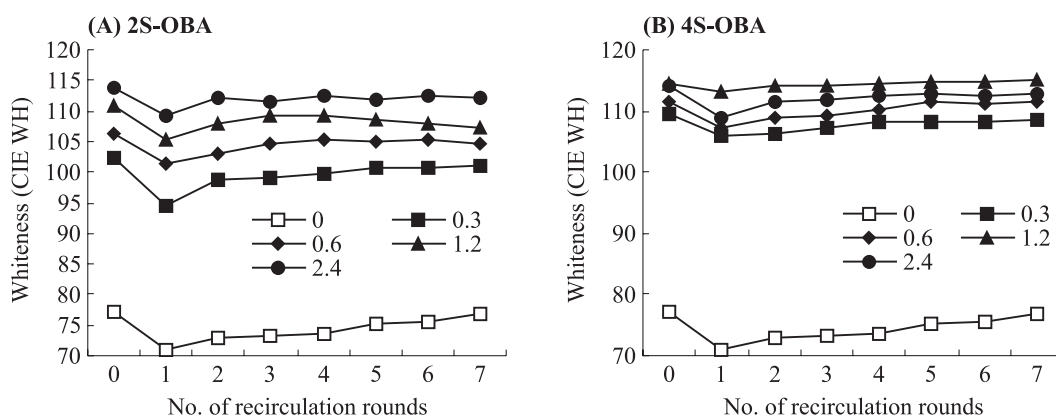 (A) 2S-OBA
Whiteness (CIE WH)
120
115
110
105
100
95
90
85
80
75
70
0 0.3
0.6 1.2
2.4
0 1 2 3 4 5 6 7
No. of recirculation rounds
(B) 4S-OBA
Whiteness (CIE WH)
120
110
100
90
80
70
0 0.3
0.6 1.2
2.4
0 1 2 3 4 5 6 7
No. of recirculation rounds